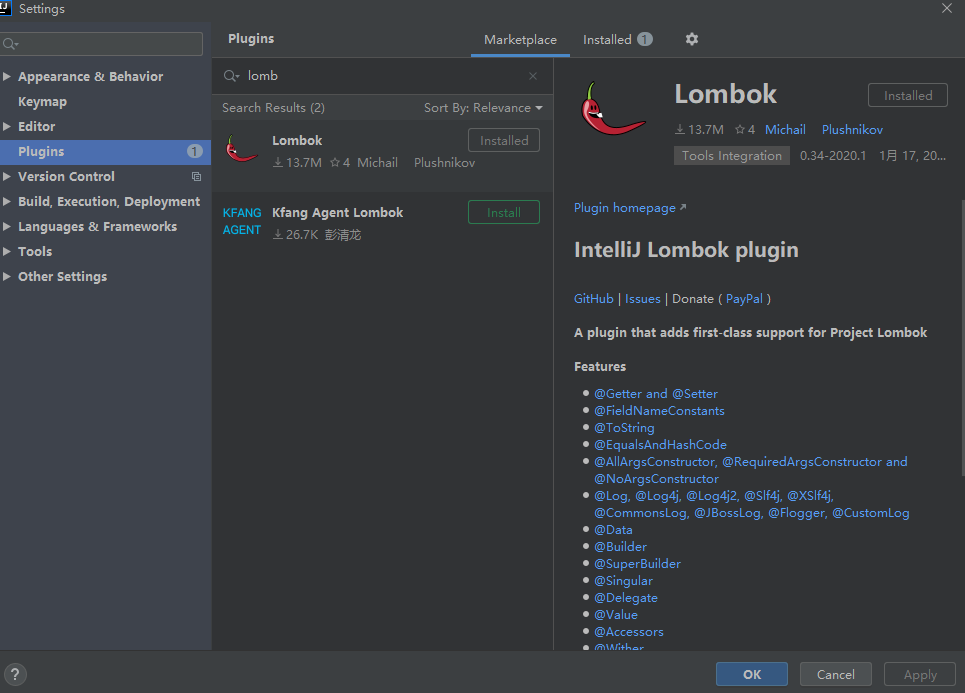 IJ Settings
Plugins
Marketplace Installed 1
Appearance & Behavior
Keymap
Editor
Plugins 1
Version Control
Build, Execution, Deployment
Languages & Frameworks
Tools
Other Settings
lomb
Search Results (2) Sort By: Relevance
Lombok Installed
13.7M 4 Michail Plushnikov
KFANG AGENT
Kfang Agent Lombok Install
26.7K 彭清龙
Lombok Installed
13.7M 4 Michail Plushnikov
Tools Integration 0.34-2020.1 1月 17, 20...
Plugin homepage
IntelliJ Lombok plugin
GitHub | Issues | Donate ( PayPal )
A plugin that adds first-class support for Project Lombok
Features
@Getter and @Setter
@FieldNameConstants
@ToString
@EqualsAndHashCode
@AllArgsConstructor, @RequiredArgsConstructor and
@NoArgsConstructor
@Log, @Log4j, @Log4j2, @Slf4j, @XSlf4j,
@CommonsLog, @JBossLog, @Flogger, @CustomLog
@Data
@Builder
@SuperBuilder
@Singular
@Delegate
@Value
@Accessors
@Wither
? OK Cancel Apply